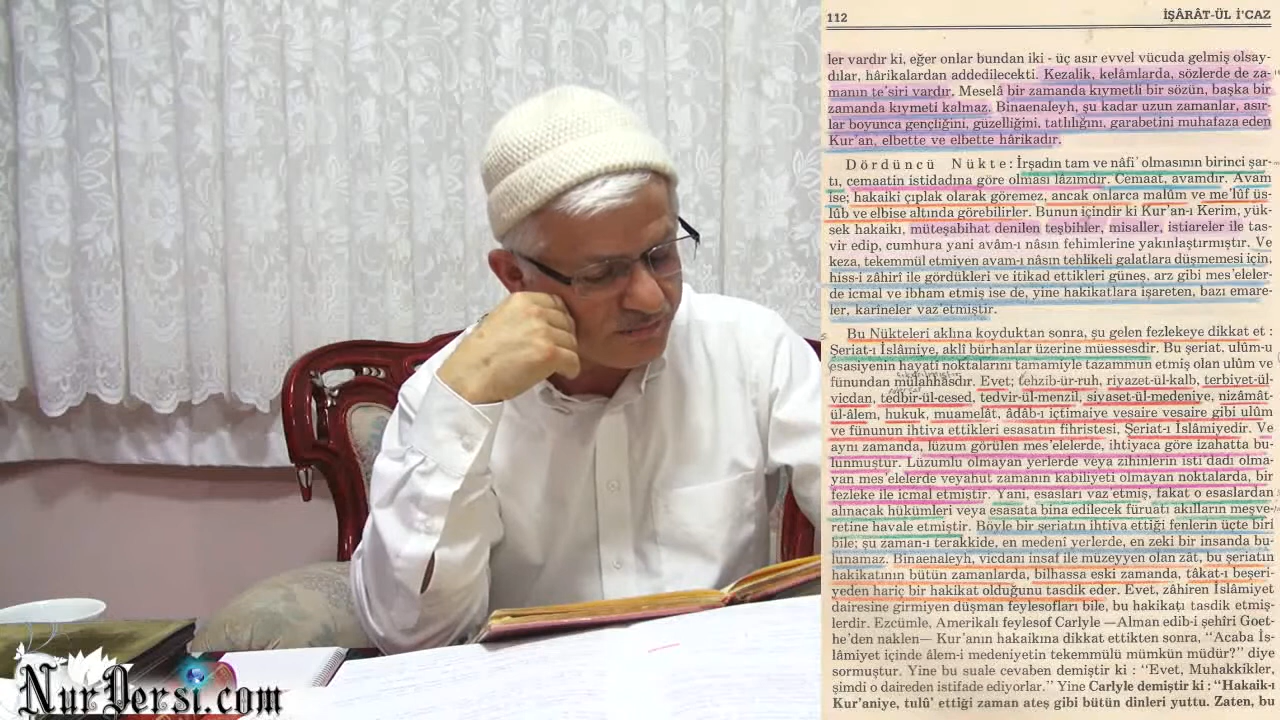 112 İŞÂRÂT-ÜL İ'CAZ
ler vardır ki, eğer onlar bundan iki - üç asır evvel vücuda gelmiş olsay-
dılar, hârikalardan addedilecekti. Kezalik, kelâmlarda, sözlerde de za-
manın te'siri vardır. Meselâ bir zamanda kıymetli bir sözün, başka bir
zamanda kıymeti kalmaz. Binaenaleyh, şu kadar uzun zamanlar, asır-
lar boyunca gençliğini, güzelliğini, tatlılığını, garabetini muhafaza eden
Kur'an, elbette ve elbette hârikadır.
Dördüncü Nükte: İrşadın tam ve nâfi' olmasının birinci şar-
tı, cemaatin istidadına göre olması lâzımdır. Cemaat, avamdır. Avam
ise; hakaiki çıplak olarak göremez, ancak onlarca malûm ve me'lûf üs-
lûb ve elbise altında görebilirler. Bunun içindir ki Kur'an-ı Kerim, yük-
sek hakaikı, müteşabihat denilen teşbihler, misaller, istiareler ile tas-
vir edip, cumhura yani avâm-ı nâsın fehimlerine yakınlaştırmıştır. Ve
keza, tekemmül etmiyen avam-ı nâsın tehlikeli galatlara düşmemesi için,
hiss-i zâhirî ile gördükleri ve itikad ettikleri güneş, arz gibi mes'eleler-
de icmal ve ibham etmiş ise de, yine hakikatlara işareten, bazı emare-
ler, karineler vaz'etmiştir.
Bu Nükteleri aklına koyduktan sonra, şu gelen fezlekeye dikkat et :
Şeriat-ı İslâmiye, aklî bürhanlar üzerine müessesdir. Bu şeriat, ulûm-u
esasiyenin hayatî noktalarını tamamiyle tazammun etmiş olan ulûm ve
fünundan mülahhasdır. Evet; tehzib-ür-ruh, riyazet-ül-kalb, terbiyet-ül-
vicdan, tedbir-ül-cesed, tedvir-ül-menzil, siyaset-ül-medeniye, nizâmât-
ül-âlem, hukuk, muamelât, âdâb-ı içtimaiye vesaire vesaire gibi ulûm
ve fünunun ihtiva ettikleri esasatın fihristesi, Şeriat-ı İslâmiyedir. Ve
aynı zamanda, lüzum görülen mes'elelerde, ihtiyaca göre izahatta bu-
lunmuştur. Lüzumlu olmayan yerlerde veya zihinlerin isti'dadı olma-
yan mes'elelerde veyahut zamanın kabiliyeti olmayan noktalarda, bir
fezleke ile icmal etmiştir. Yani, esasları vaz etmiş, fakat o esaslardan
alınacak hükümleri veya esasata bina edilecek füruatı akılların meşve-
retine havale etmiştir. Böyle bir şeriatın ihtiva ettiği fenlerin üçte biri
bile; şu zaman-ı terakkide, en medenî yerlerde, en zeki bir insanda bu-
lunamaz. Binaenaleyh, vicdanı insaf ile müzeyyen olan zât, bu şeriatın
hakikatının bütün zamanlarda, bilhassa eski zamanda, tâkat-ı beşeri-
yeden hariç bir hakikat olduğunu tasdik eder. Evet, zâhiren İslâmiyet
dairesine girmiyen düşman feylesofları bile, bu hakikatı tasdik etmiş-
lerdir. Ezcümle, Amerikalı feylesof Carlyle —Alman edib-i şehiri Goet-
he'den naklen— Kur'anın hakaikına dikkat ettikten sonra, "Acaba İs-
lâmiyet içinde âlem-i medeniyetin tekemmülü mümkün müdür?" diye
sormuştur. Yine bu suale cevaben demiştir ki : "Evet, Muhakkikler,
şimdi o daireden istifade ediyorlar." Yine Carlyle demiştir ki : "Hakaik-ı
Kur'aniye, tulû' ettiği zaman ateş gibi bütün dinleri yuttu. Zaten, bu
NurDersi.com